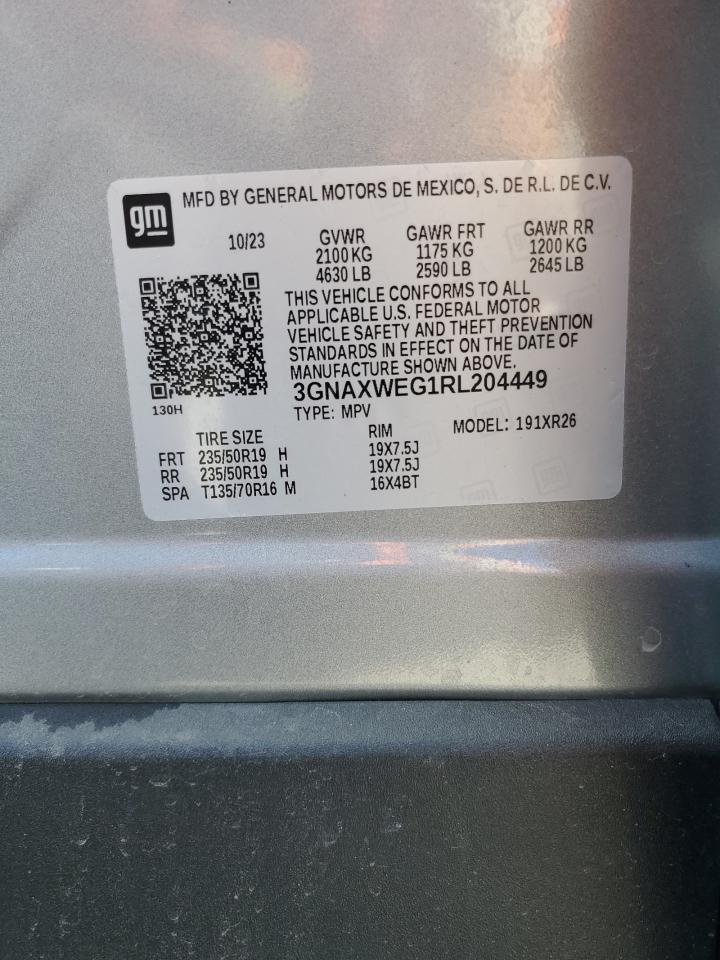 gm
MFD BY GENERAL MOTORS DE MEXICO, S. DE R.L. DE C.V.
10/23 GVWR GAWR FRT GAWR RR
2100 KG 1175 KG 1200 KG
4630 LB 2590 LB 2645 LB
THIS VEHICLE CONFORMS TO ALL
APPLICABLE U.S. FEDERAL MOTOR
VEHICLE SAFETY AND THEFT PREVENTION
STANDARDS IN EFFECT ON THE DATE OF
MANUFACTURE SHOWN ABOVE.
3GNAXWEG1RL204449
130H
TYPE: MPV MODEL: 191XR26
TIRE SIZE RIM
FRT 235/50R19 H 19X7.5J
RR 235/50R19 H 19X7.5J
SPA T135/70R16 M 16X4BT